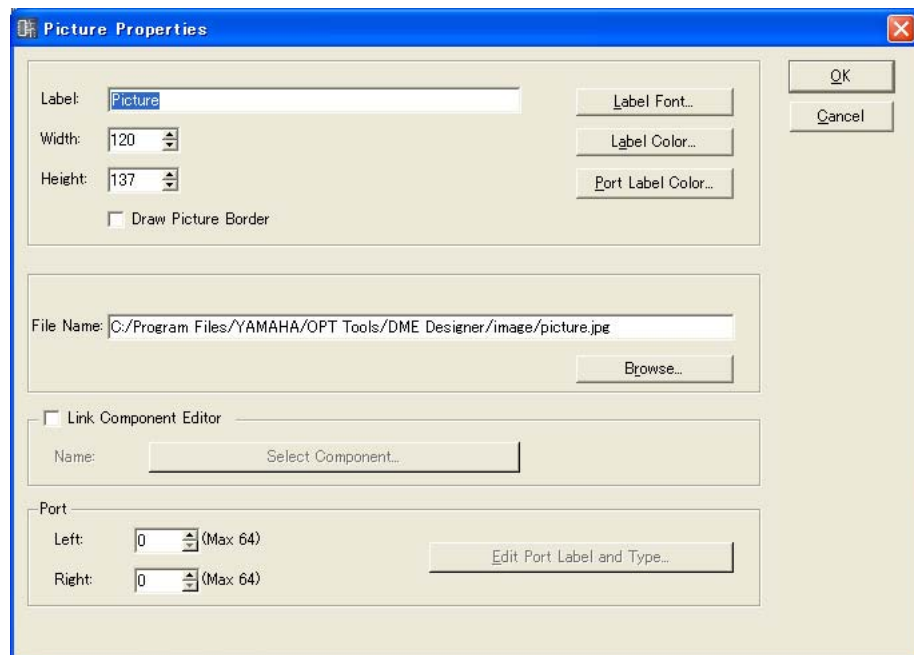 Picture Properties
OK
Label: Picture Label Font...
Cancel
Width: 120 Label Color...
Height: 137 Port Label Color...
Draw Picture Border
File Name: C:/Program Files/YAMAHA/OPT Tools/DME Designer/image/picture.jpg
Browse...
Link Component Editor
Name: Select Component...
Port
Left: 0 (Max 64)
Edit Port Label and Type...
Right: 0 (Max 64)